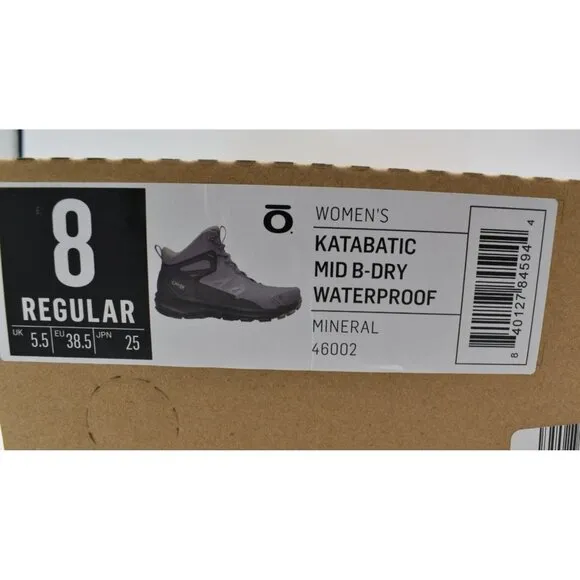 8
REGULAR
UK 5.5 EU 38.5 JPN 25
ō
WOMEN'S
KATABATIC
MID B-DRY
WATERPROOF
MINERAL
46002
8 40127 84594 4